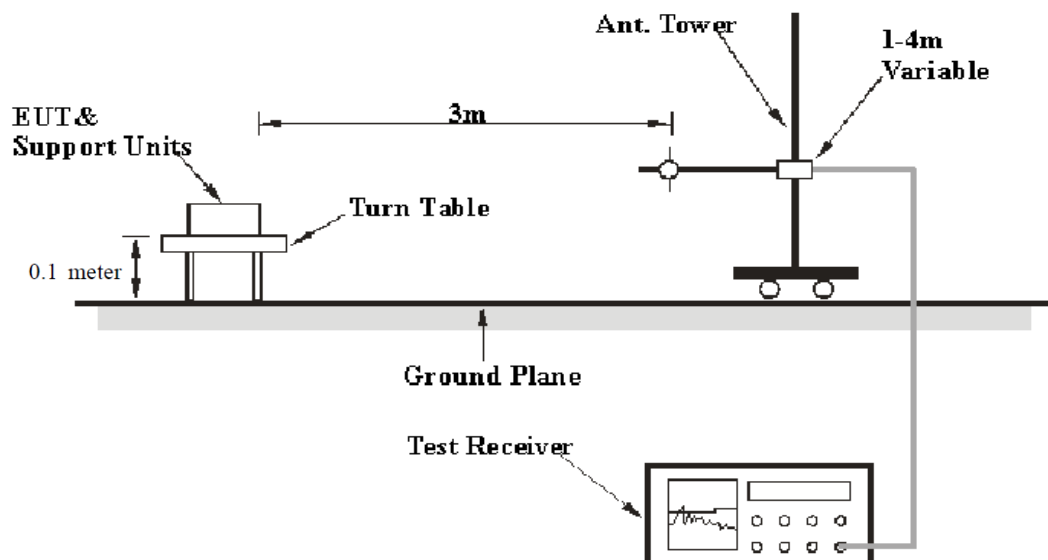 Ant. Tower
1-4m
Variable
EUT&
Support Units
3m
Turn Table
0.1 meter
Ground Plane
Test Receiver